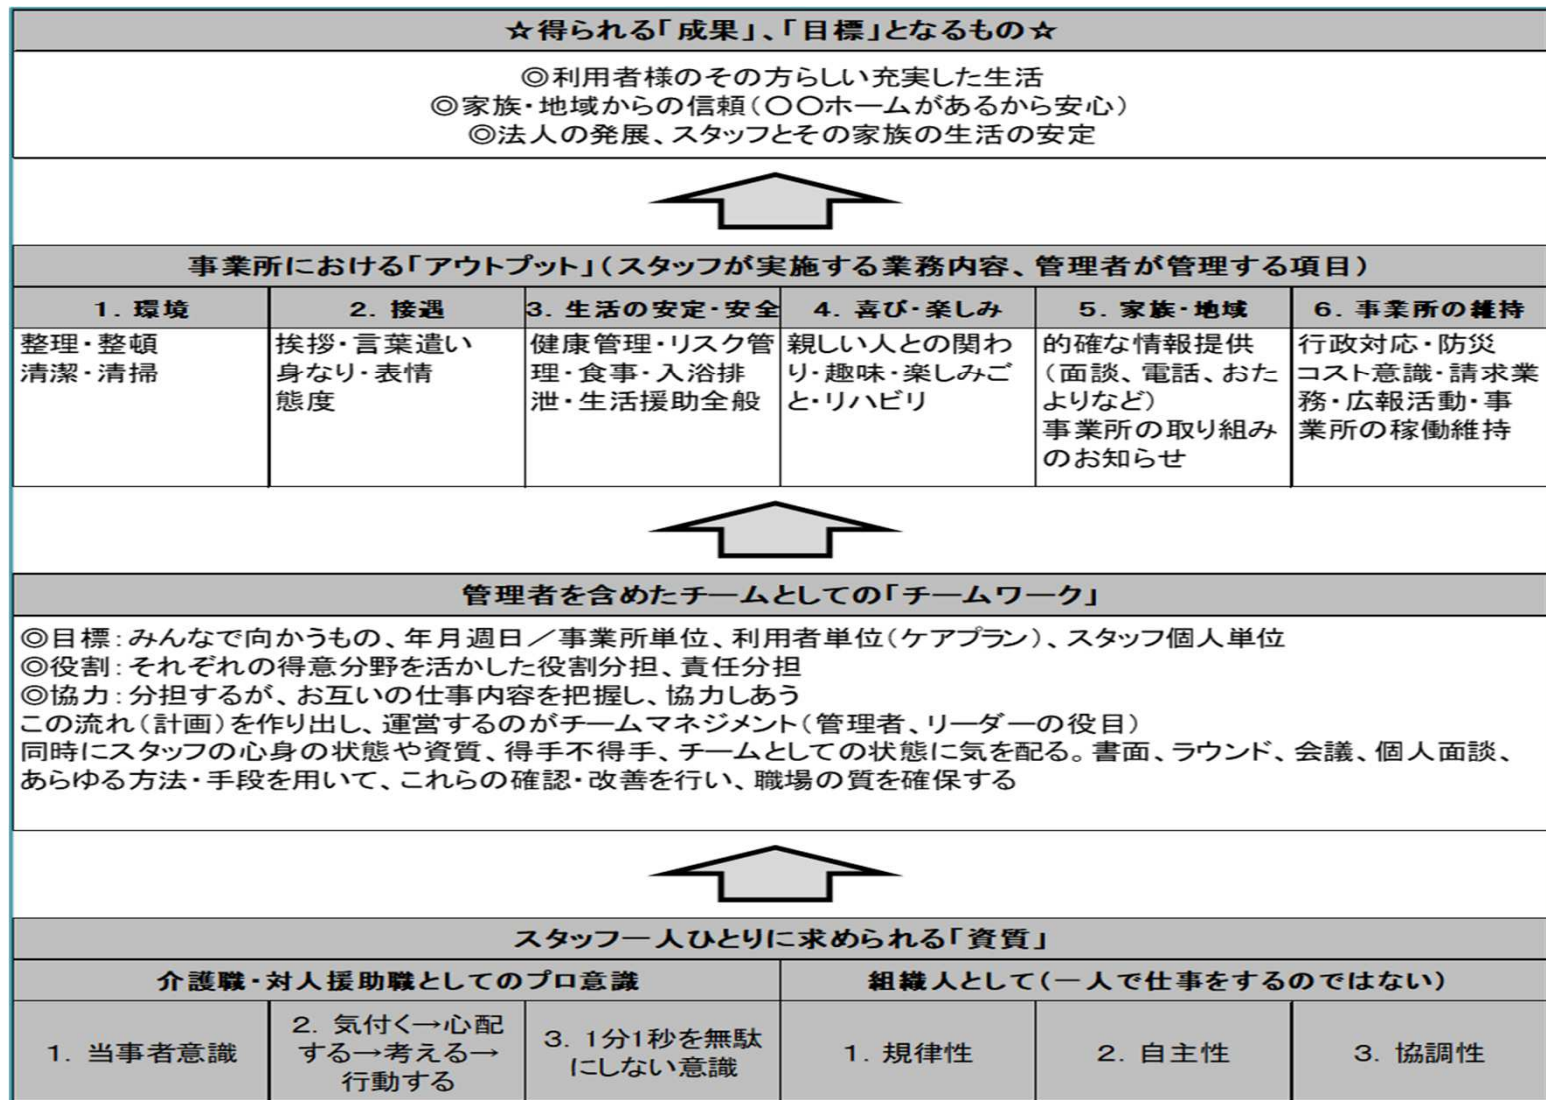 ☆得られる「成果」、「目標」となるもの☆
◎利用者様のその方らしい充実した生活
◎家族・地域からの信頼(〇〇ホームがあるから安心)
◎法人の発展、スタッフとその家族の生活の安定
事業所における「アウトプット」(スタッフが実施する業務内容、管理者が管理する項目)
1. 環境
整理・整頓
清潔・清掃
2. 接遇
挨拶・言葉遣い
身なり・表情
態度
3. 生活の安定・安全
健康管理・リスク管
理・食事・入浴排
泄・生活援助全般
4. 喜び・楽しみ
親しい人との関わ
り・趣味・楽しみご
と・リハビリ
5. 家族・地域
的確な情報提供
(面談、電話、おた
よりなど)
事業所の取り組み
のお知らせ
6. 事業所の維持
行政対応・防災
コスト意識・請求業
務・広報活動・事
業所の稼働維持
管理者を含めたチームとしての「チームワーク」
◎目標:みんなで向かうもの、年月週日/事業所単位、利用者単位(ケアプラン)、スタッフ個人単位
◎役割:それぞれの得意分野を活かした役割分担、責任分担
◎協力:分担するが、お互いの仕事内容を把握し、協力しあう
この流れ(計画)を作り出し、運営するのがチームマネジメント(管理者、リーダーの役目)
同時にスタッフの心身の状態や資質、得手不得手、チームとしての状態に気を配る。書面、ラウンド、会議、個人面談、
あらゆる方法・手段を用いて、これらの確認・改善を行い、職場の質を確保する
スタッフ一人ひとりに求められる「資質」
介護職・対人援助職としてのプロ意識
1. 当事者意識
2. 気付く→心配
する→考える→
行動する
3. 1分1秒を無駄
にしない意識
組織人として(一人で仕事をするのではない)
1. 規律性
2. 自主性
3. 協調性